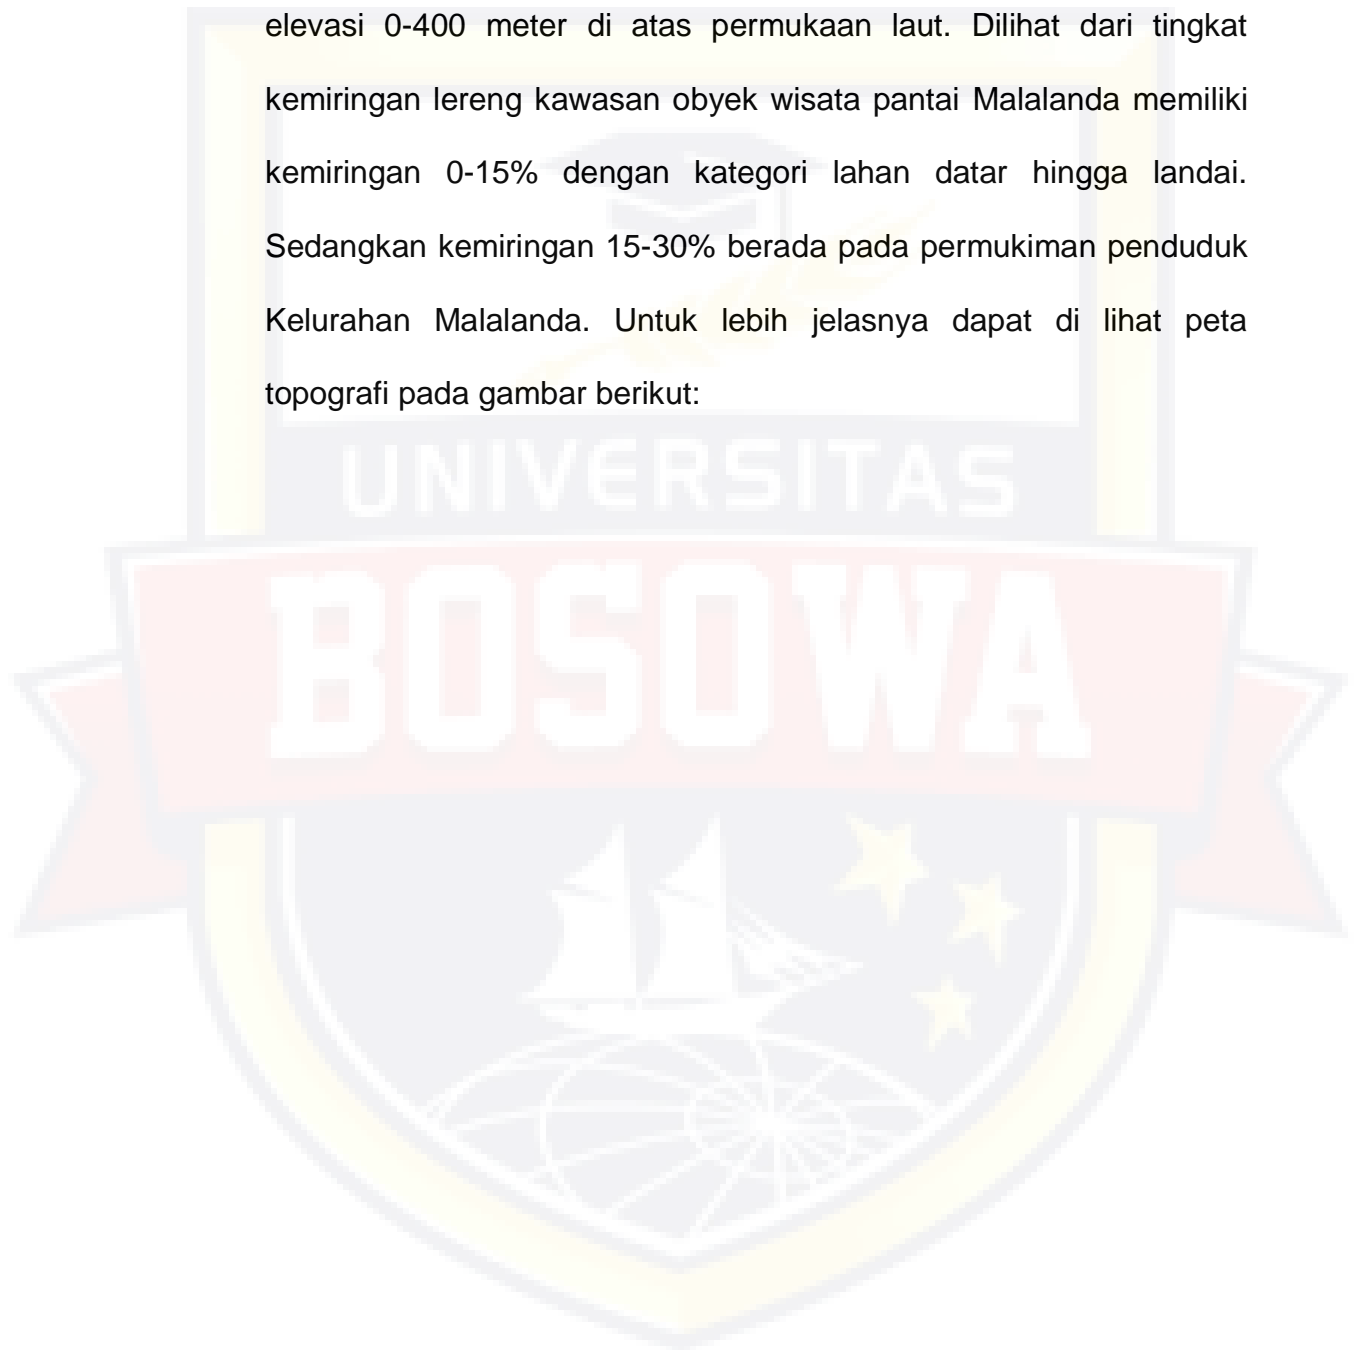 elevasi 0-400 meter di atas permukaan laut. Dilihat dari tingkat
kemiringan lereng kawasan obyek wisata pantai Malalanda memiliki
kemiringan 0-15% dengan kategori lahan datar hingga landai.
Sedangkan kemiringan 15-30% berada pada permukiman penduduk
Kelurahan Malalanda. Untuk lebih jelasnya dapat di lihat peta
topografi pada gambar berikut:
UNIVERSITAS
BOSOWA